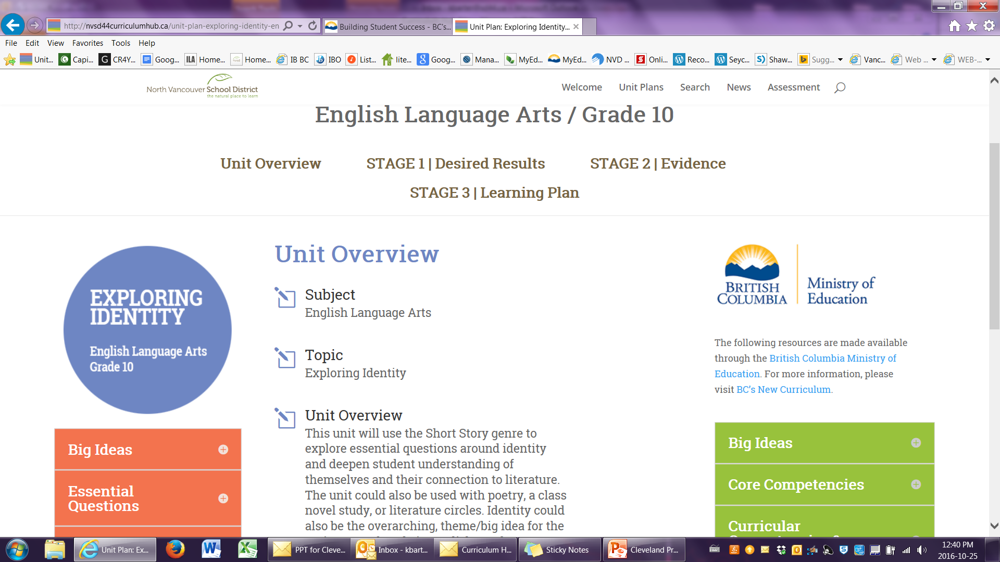 http://nvsd44curriculumhub.ca/unit-plan-exploring-identity-en
Building Student Success - BC's...
Unit Plan: Exploring Identity...
File Edit View Favorites Tools Help
Unit... Capi... CR4Y... Goog... Home... Home... IB BC IBO List... lite... Goog... Mana... MyEd... MyEd... NVD ... Onli... Reco... Seyc... Shaw... Sugg... Vanc... Web ... WEB-...
North Vancouver School District
the natural place to learn
Welcome Unit Plans Search News Assessment
English Language Arts / Grade 10
Unit Overview STAGE 1 | Desired Results STAGE 2 | Evidence
STAGE 3 | Learning Plan
EXPLORING
IDENTITY
English Language Arts
Grade 10
Big Ideas
Essential
Questions
Unit Overview
Subject
English Language Arts
Topic
Exploring Identity
Unit Overview
This unit will use the Short Story genre to
explore essential questions around identity
and deepen student understanding of
themselves and their connection to literature.
The unit could also be used with poetry, a class
novel study, or literature circles. Identity could
also be the overarching, theme/big idea for the
BRITISH
COLUMBIA
Ministry of
Education
The following resources are made available
through the British Columbia Ministry of
Education. For more information, please
visit BC's New Curriculum.
Big Ideas
Core Competencies
Curricular
Unit Plan: Ex...
PPT for Cleve...
Inbox - kbart...
Curriculum H...
Sticky Notes
Cleveland Pr...
12:40 PM
2016-10-25